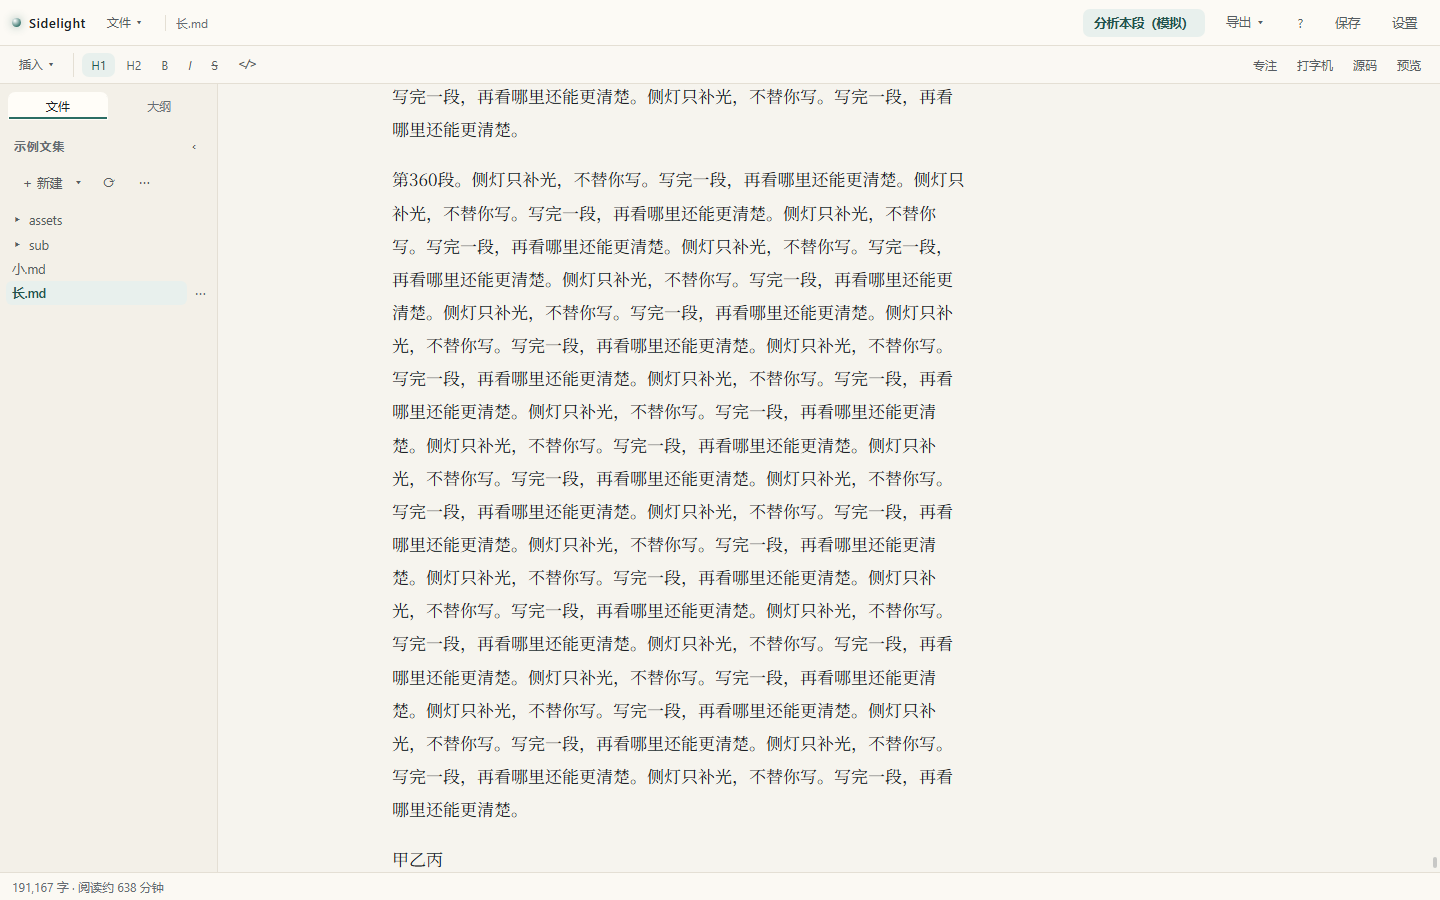 Sidelight 文件 ▾ 长.md 分析本段（模拟） 导出 ▾ ? 保存 设置
插入 ▾ H1 H2 B I S </> 专注 打字机 源码 预览
文件 大纲
示例文集 ‹
+ 新建 ▾ ⟳ ···
▸ assets
▸ sub
小.md
长.md ···
写完一段，再看哪里还能更清楚。侧灯只补光，不替你写。写完一段，再看
哪里还能更清楚。
第360段。侧灯只补光，不替你写。写完一段，再看哪里还能更清楚。侧灯只
补光，不替你写。写完一段，再看哪里还能更清楚。侧灯只补光，不替你
写。写完一段，再看哪里还能更清楚。侧灯只补光，不替你写。写完一段，
再看哪里还能更清楚。侧灯只补光，不替你写。写完一段，再看哪里还能更
清楚。侧灯只补光，不替你写。写完一段，再看哪里还能更清楚。侧灯只补
光，不替你写。写完一段，再看哪里还能更清楚。侧灯只补光，不替你写。
写完一段，再看哪里还能更清楚。侧灯只补光，不替你写。写完一段，再看
哪里还能更清楚。侧灯只补光，不替你写。写完一段，再看哪里还能更清
楚。侧灯只补光，不替你写。写完一段，再看哪里还能更清楚。侧灯只补
光，不替你写。写完一段，再看哪里还能更清楚。侧灯只补光，不替你写。
写完一段，再看哪里还能更清楚。侧灯只补光，不替你写。写完一段，再看
哪里还能更清楚。侧灯只补光，不替你写。写完一段，再看哪里还能更清
楚。侧灯只补光，不替你写。写完一段，再看哪里还能更清楚。侧灯只补
光，不替你写。写完一段，再看哪里还能更清楚。侧灯只补光，不替你写。
写完一段，再看哪里还能更清楚。侧灯只补光，不替你写。写完一段，再看
哪里还能更清楚。侧灯只补光，不替你写。写完一段，再看哪里还能更清
楚。侧灯只补光，不替你写。写完一段，再看哪里还能更清楚。侧灯只补
光，不替你写。写完一段，再看哪里还能更清楚。侧灯只补光，不替你写。
写完一段，再看哪里还能更清楚。侧灯只补光，不替你写。写完一段，再看
哪里还能更清楚。
甲乙丙
191,167 字 · 阅读约 638 分钟